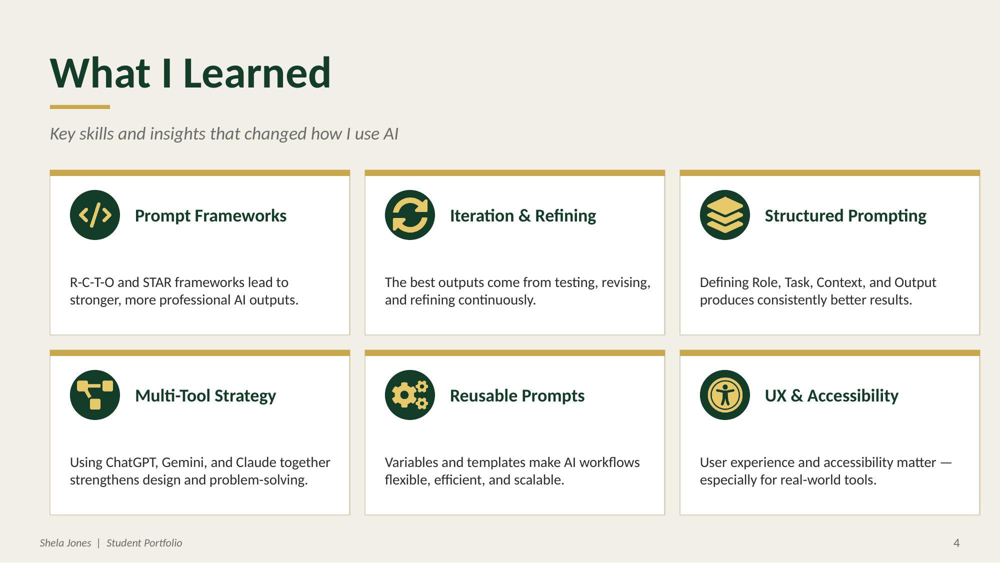 What I Learned
Key skills and insights that changed how I use AI
Prompt Frameworks
R-C-T-O and STAR frameworks lead to
stronger, more professional AI outputs.
Iteration & Refining
The best outputs come from testing, revising,
and refining continuously.
Structured Prompting
Defining Role, Task, Context, and Output
produces consistently better results.
Multi-Tool Strategy
Using ChatGPT, Gemini, and Claude together
strengthens design and problem-solving.
Reusable Prompts
Variables and templates make AI workflows
flexible, efficient, and scalable.
UX & Accessibility
User experience and accessibility matter —
especially for real-world tools.
Shela Jones | Student Portfolio
4